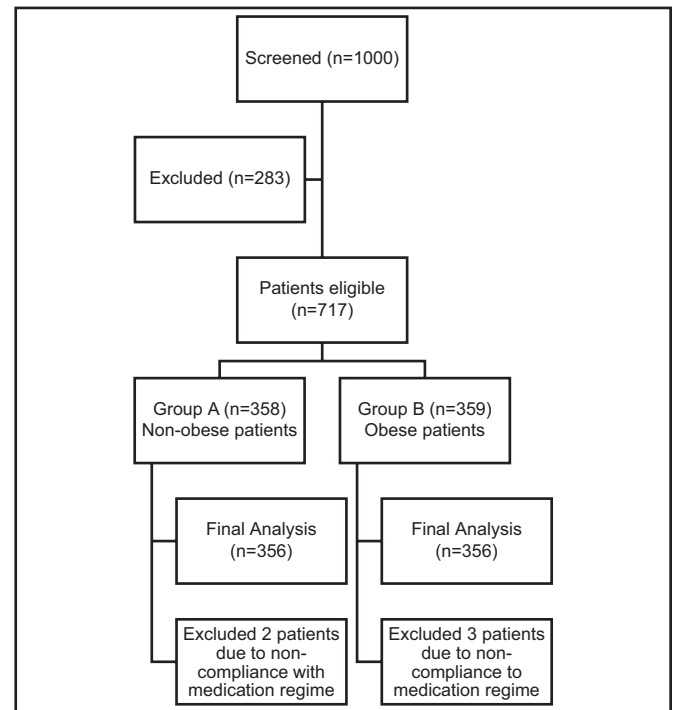 Screened (n=1000)
Excluded (n=283)
Patients eligible
(n=717)
Group A (n=358)
Non-obese patients
Group B (n=359)
Obese patients
Final Analysis
(n=356)
Final Analysis
(n=356)
Excluded 2 patients
due to non-
compliance with
medication regime
Excluded 3 patients
due to non-
compliance to
medication regime